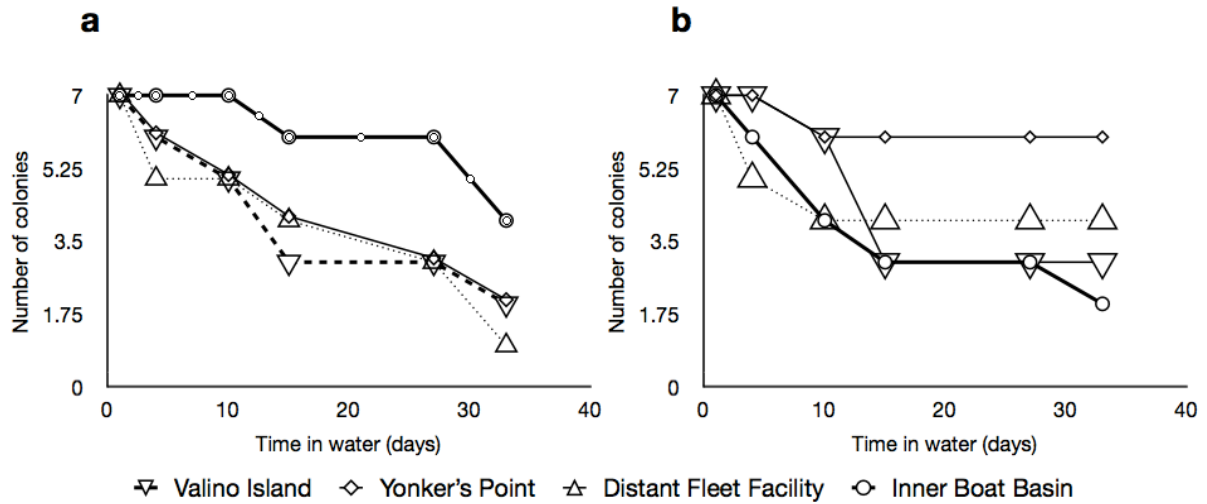 a
b
Number of colonies
7
5.25
3.5
1.75
0
0 10 20 30 40
Time in water (days)
Number of colonies
7
5.25
3.5
1.75
0
0 10 20 30 40
Time in water (days)
Valino Island Yonker's Point Distant Fleet Facility Inner Boat Basin